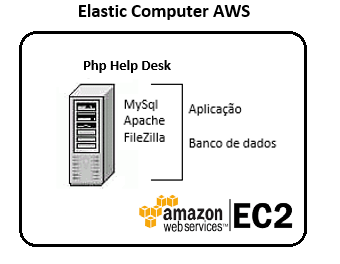 Elastic Computer AWS
Php Help Desk
MySql
Apache
FileZilla
Aplicação
Banco de dados
amazon
webservices™
EC2